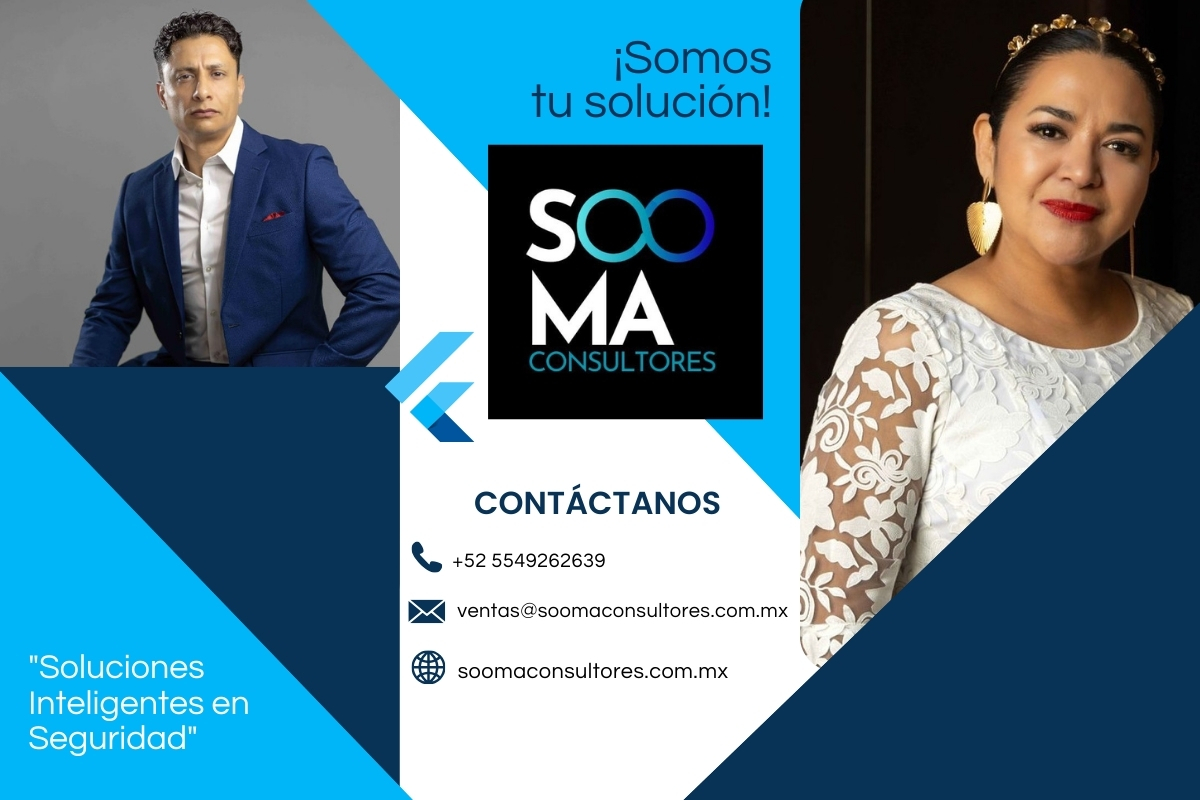 ¡Somos
tu solución!
SOO
MA
CONSULTORES
CONTÁCTANOS
+52 5549262639
ventas@soomaconsultores.com.mx
soomaconsultores.com.mx
"Soluciones
Inteligentes en
Seguridad"